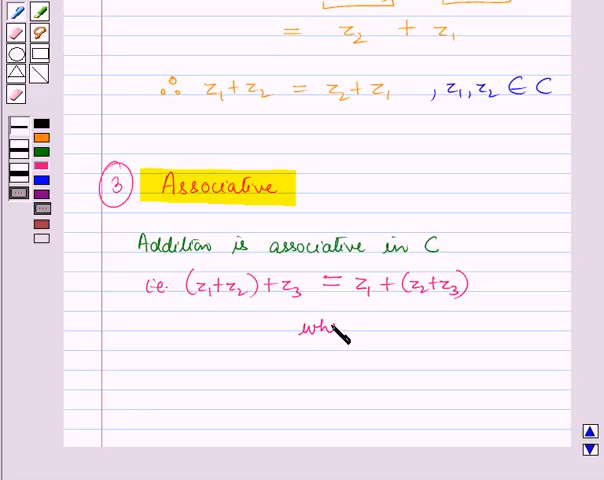 = z₂ + z₁
∴ z₁+z₂ = z₂+z₁ , z₁, z₂ ∈ C
③ Associative
Addition is associative in C
i.e. (z₁+z₂)+z₃ = z₁+(z₂+z₃)
wh